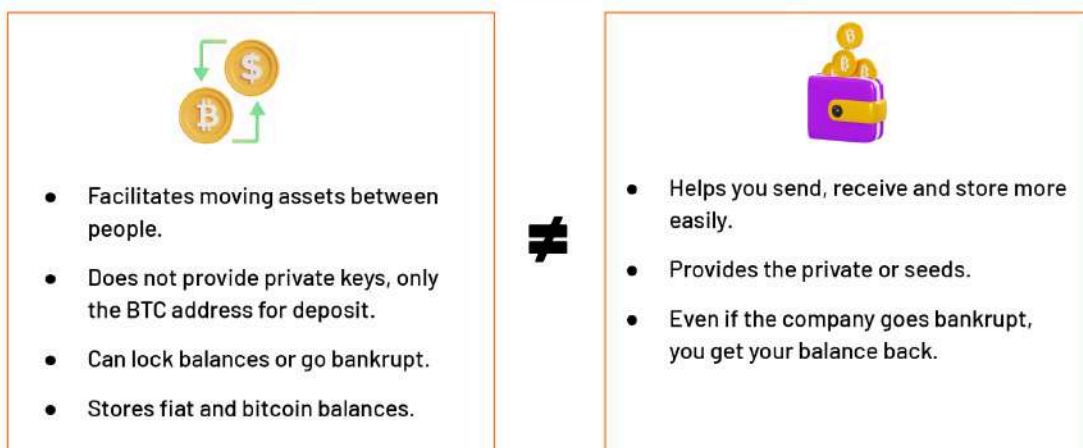 ● Facilitates moving assets between
people.
● Does not provide private keys, only
the BTC address for deposit.
● Can lock balances or go bankrupt.
● Stores fiat and bitcoin balances.
≠
● Helps you send, receive and store more
easily.
● Provides the private or seeds.
● Even if the company goes bankrupt,
you get your balance back.